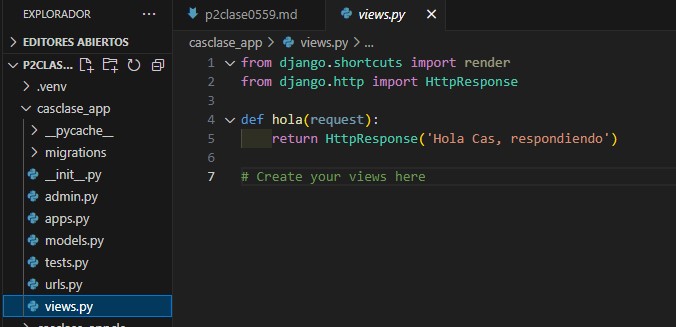 EXPLORADOR ...
EDITORES ABIERTOS
P2CLAS...
.venv
casclase_app
__pycache__
migrations
__init__.py
admin.py
apps.py
models.py
tests.py
urls.py
views.py
p2clase0559.md
views.py
casclase_app > views.py > ...
1 from django.shortcuts import render
2 from django.http import HttpResponse
3
4 def hola(request):
5 return HttpResponse('Hola Cas, respondiendo')
6
7 # Create your views here